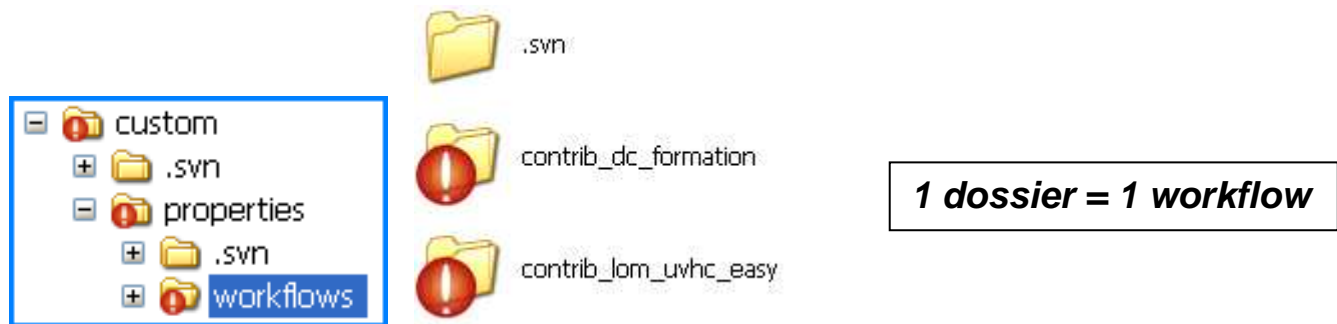 custom
.svn
properties
.svn
workflows
.svn
contrib_dc_formation
contrib_lom_uvhc_easy
1 dossier = 1 workflow